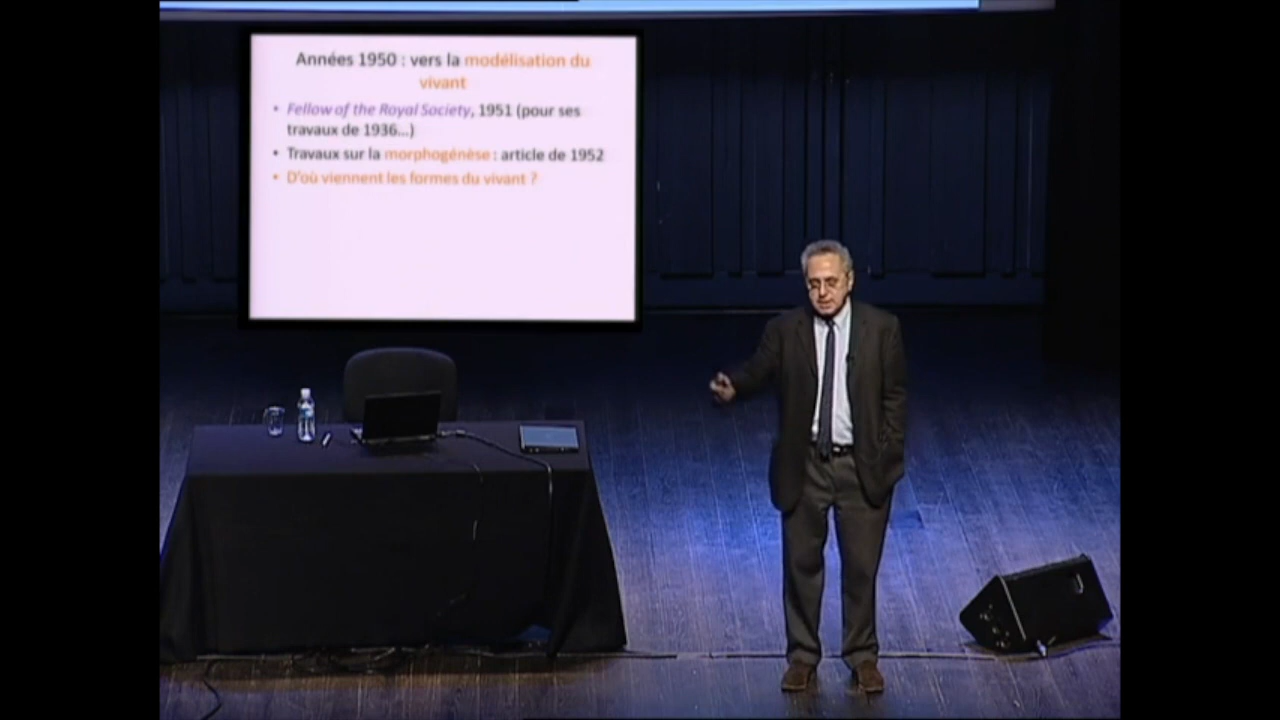 Années 1950 : vers la modélisation du
vivant
• Fellow of the Royal Society, 1951 (pour ses
travaux de 1936…)
• Travaux sur la morphogénèse : article de 1952
• D'où viennent les formes du vivant ?